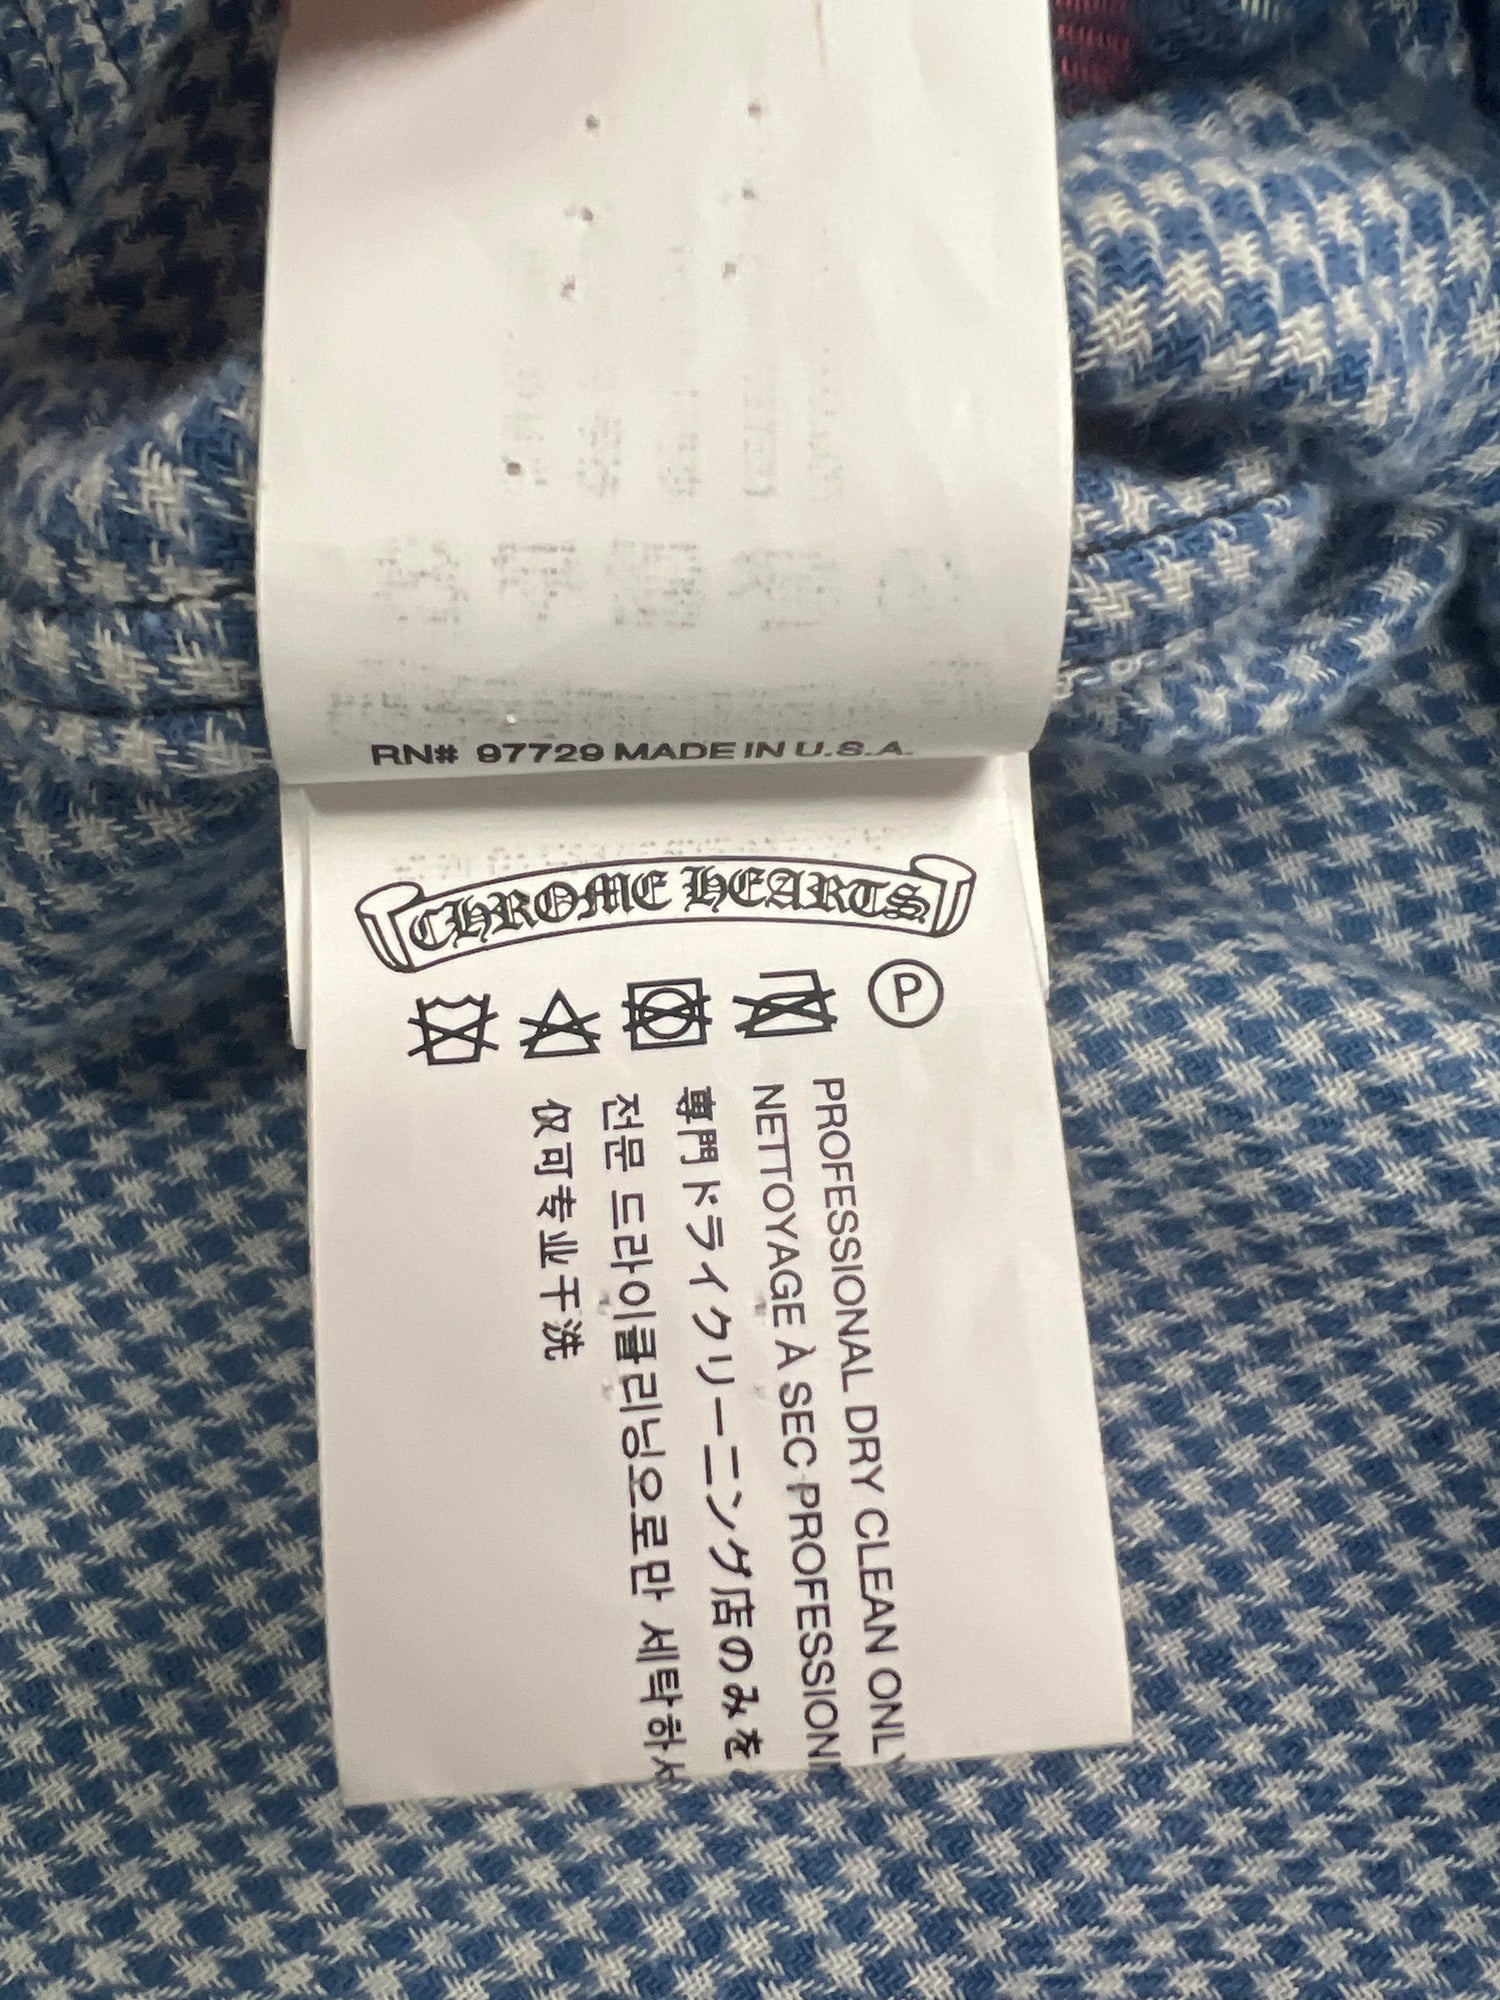 RN# 97729 MADE IN U.S.A.
CHROME HEARTS
P
PROFESSIONAL DRY CLEAN ONLY
NETTOYAGE À SEC PROFESSIONN
専門ドライクリーニング店のみを
전문 드라이클리닝으로만 세탁하
仅可专业干洗